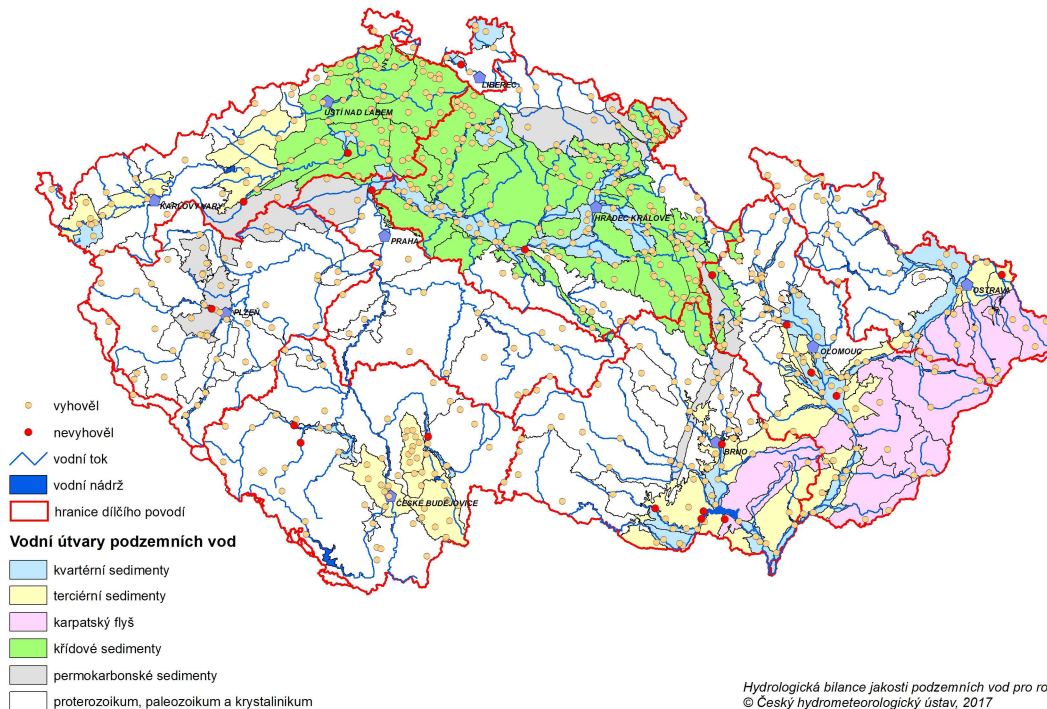 LIBEREC
ÚSTÍ NAD LABEM
KARLOVY VARY
HRADEC KRÁLOVÉ
PRAHA
OSTRAVA
PLZEŇ
OLOMOUC
BRNO
ČESKÉ BUDĚJOVICE
vyhověl
nevyhověl
vodní tok
vodní nádrž
hranice dílčího povodí
Vodní útvary podzemních vod
kvartérní sedimenty
terciérní sedimenty
karpatský flyš
křídové sedimenty
permokarbonské sedimenty
proterozoikum, paleozoikum a krystalinikum
Hydrologická bilance jakosti podzemních vod pro ro
© Český hydrometeorologický ústav, 2017